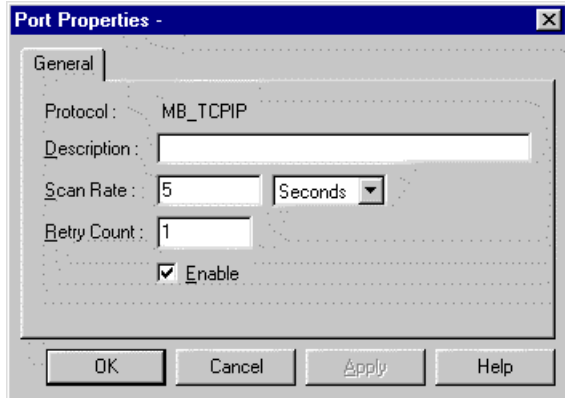 Port Properties -
General
Protocol : MB_TCPIP
Description :
Scan Rate : 5 Seconds
Retry Count : 1
Enable
OK Cancel Apply Help